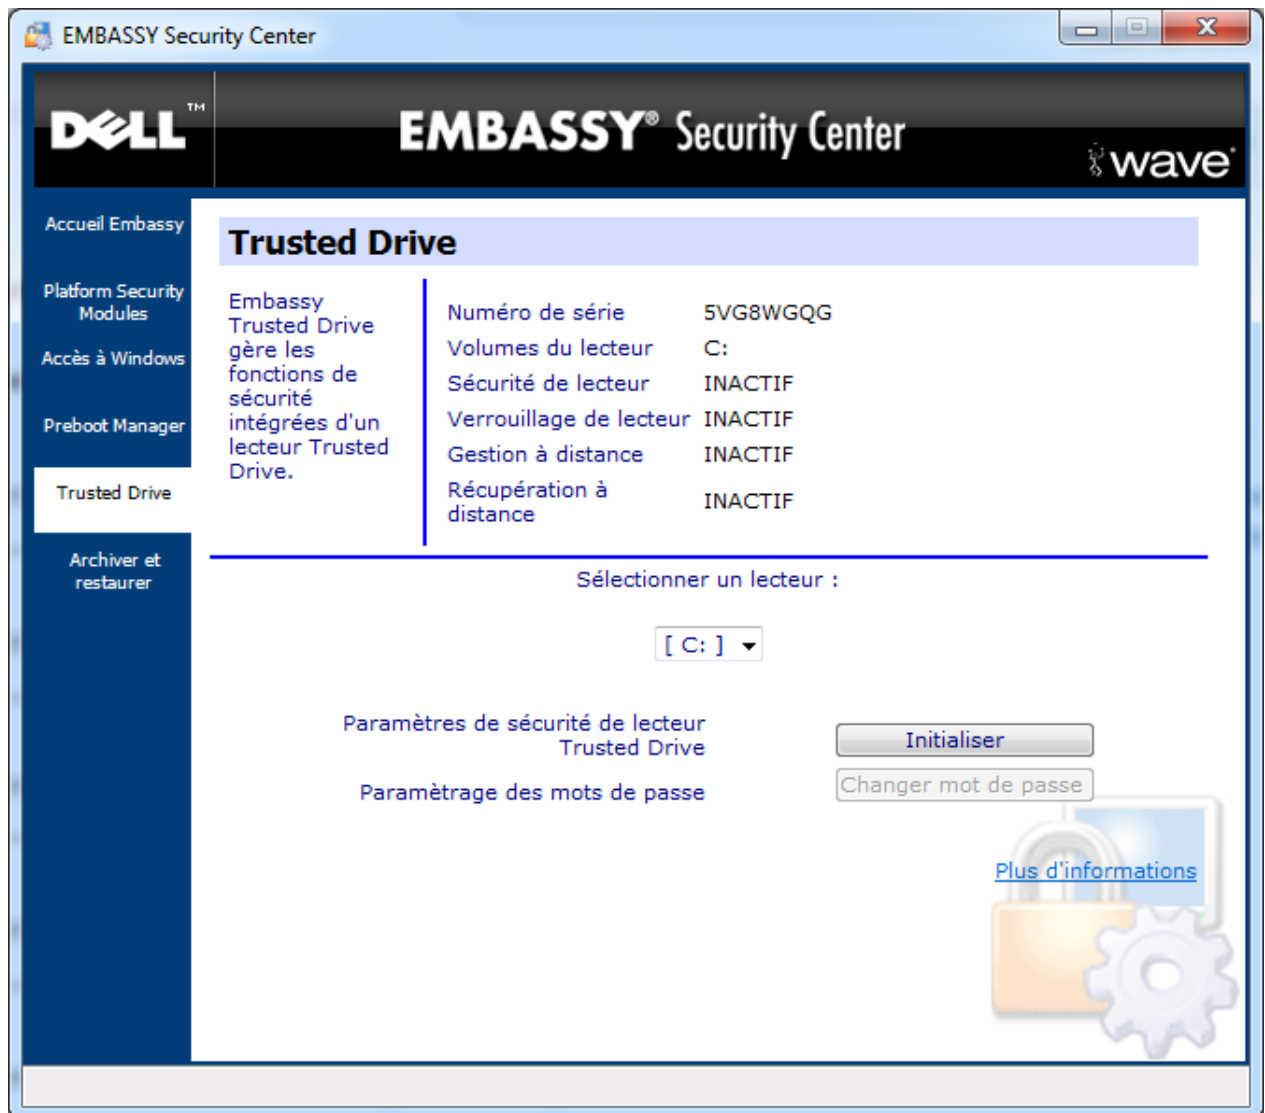 EMBASSY Security Center
DELL™
EMBASSY® Security Center
wave
Accueil Embassy
Platform Security
Modules
Accès à Windows
Preboot Manager
Trusted Drive
Archiver et
restaurer
Trusted Drive
Embassy
Trusted Drive
gère les
fonctions de
sécurité
intégrées d'un
lecteur Trusted
Drive.
Numéro de série 5VG8WGQG
Volumes du lecteur C:
Sécurité de lecteur INACTIF
Verrouillage de lecteur INACTIF
Gestion à distance INACTIF
Récupération à
distance INACTIF
Sélectionner un lecteur :
[ C: ]
Paramètres de sécurité de lecteur
Trusted Drive
Initialiser
Paramètrage des mots de passe
Changer mot de passe
Plus d'informations